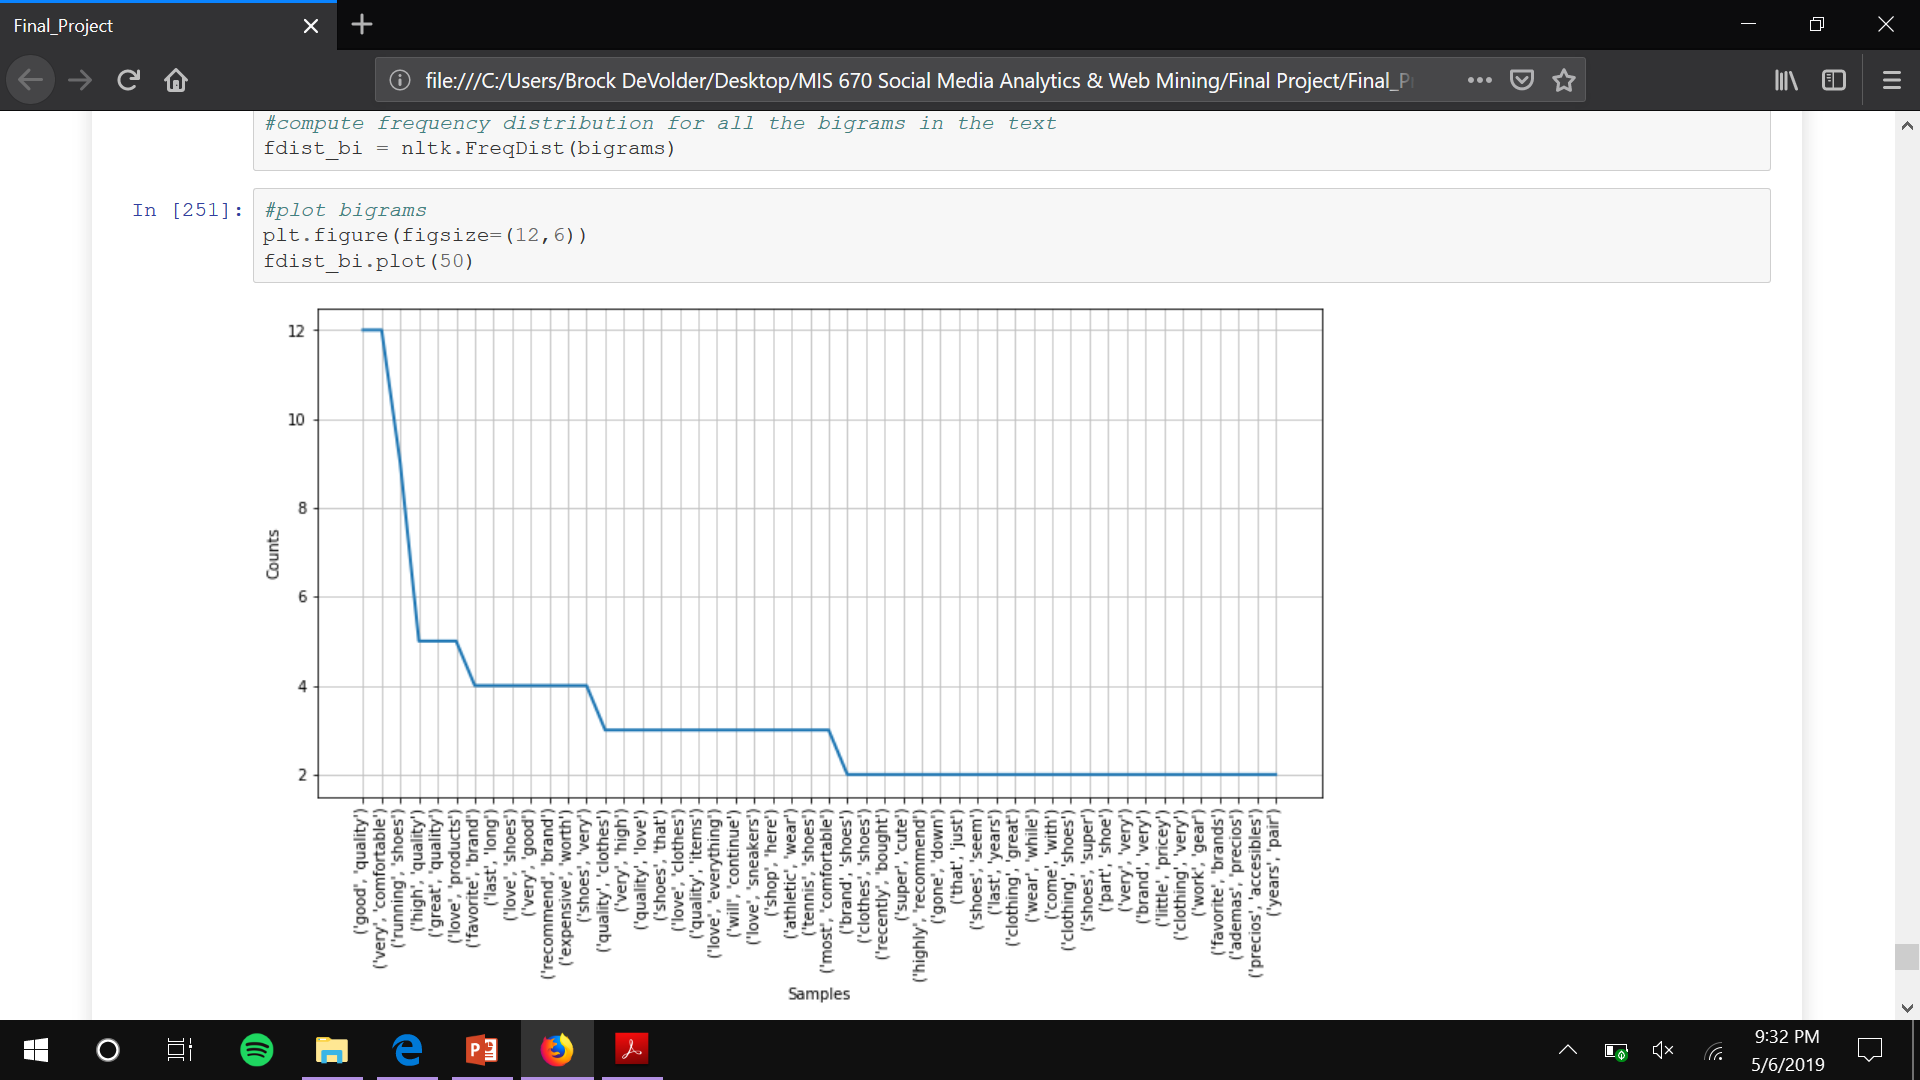 Final_Project
file:///C:/Users/Brock DeVolder/Desktop/MIS 670 Social Media Analytics & Web Mining/Final Project/Final_P
#compute frequency distribution for all the bigrams in the text
fdist_bi = nltk.FreqDist(bigrams)
In [251]:
#plot bigrams
plt.figure(figsize=(12,6))
fdist_bi.plot(50)
12
10
8
6
4
2
Counts
('good', 'quality')
('very', 'comfortable')
('running', 'shoes')
('high', 'quality')
('great', 'quality')
('love', 'products')
('favorite', 'brand')
('last', 'long')
('love', 'shoes')
('very', 'good')
('recommend', 'brand')
('expensive', 'worth')
('shoes', 'very')
('quality', 'clothes')
('very', 'high')
('quality', 'love')
('shoes', 'that')
('love', 'clothes')
('quality', 'items')
('love', 'everything')
('will', 'continue')
('love', 'sneakers')
('shop', 'here')
('athletic', 'wear')
('tennis', 'shoes')
('most', 'comfortable')
('brand', 'shoes')
('clothes', 'shoes')
('recently', 'bought')
('super', 'cute')
('highly', 'recommend')
('gone', 'down')
('that', 'just')
('shoes', 'seem')
('last', 'years')
('clothing', 'great')
('wear', 'while')
('come', 'with')
('clothing', 'shoes')
('shoes', 'super')
('part', 'shoe')
('very', 'very')
('brand', 'very')
('little', 'pricey')
('clothing', 'very')
('work', 'gear')
('favorite', 'brands')
('ademas', 'precios')
('precios', 'accesibles')
('years', 'pair')
Samples
9:32 PM
5/6/2019